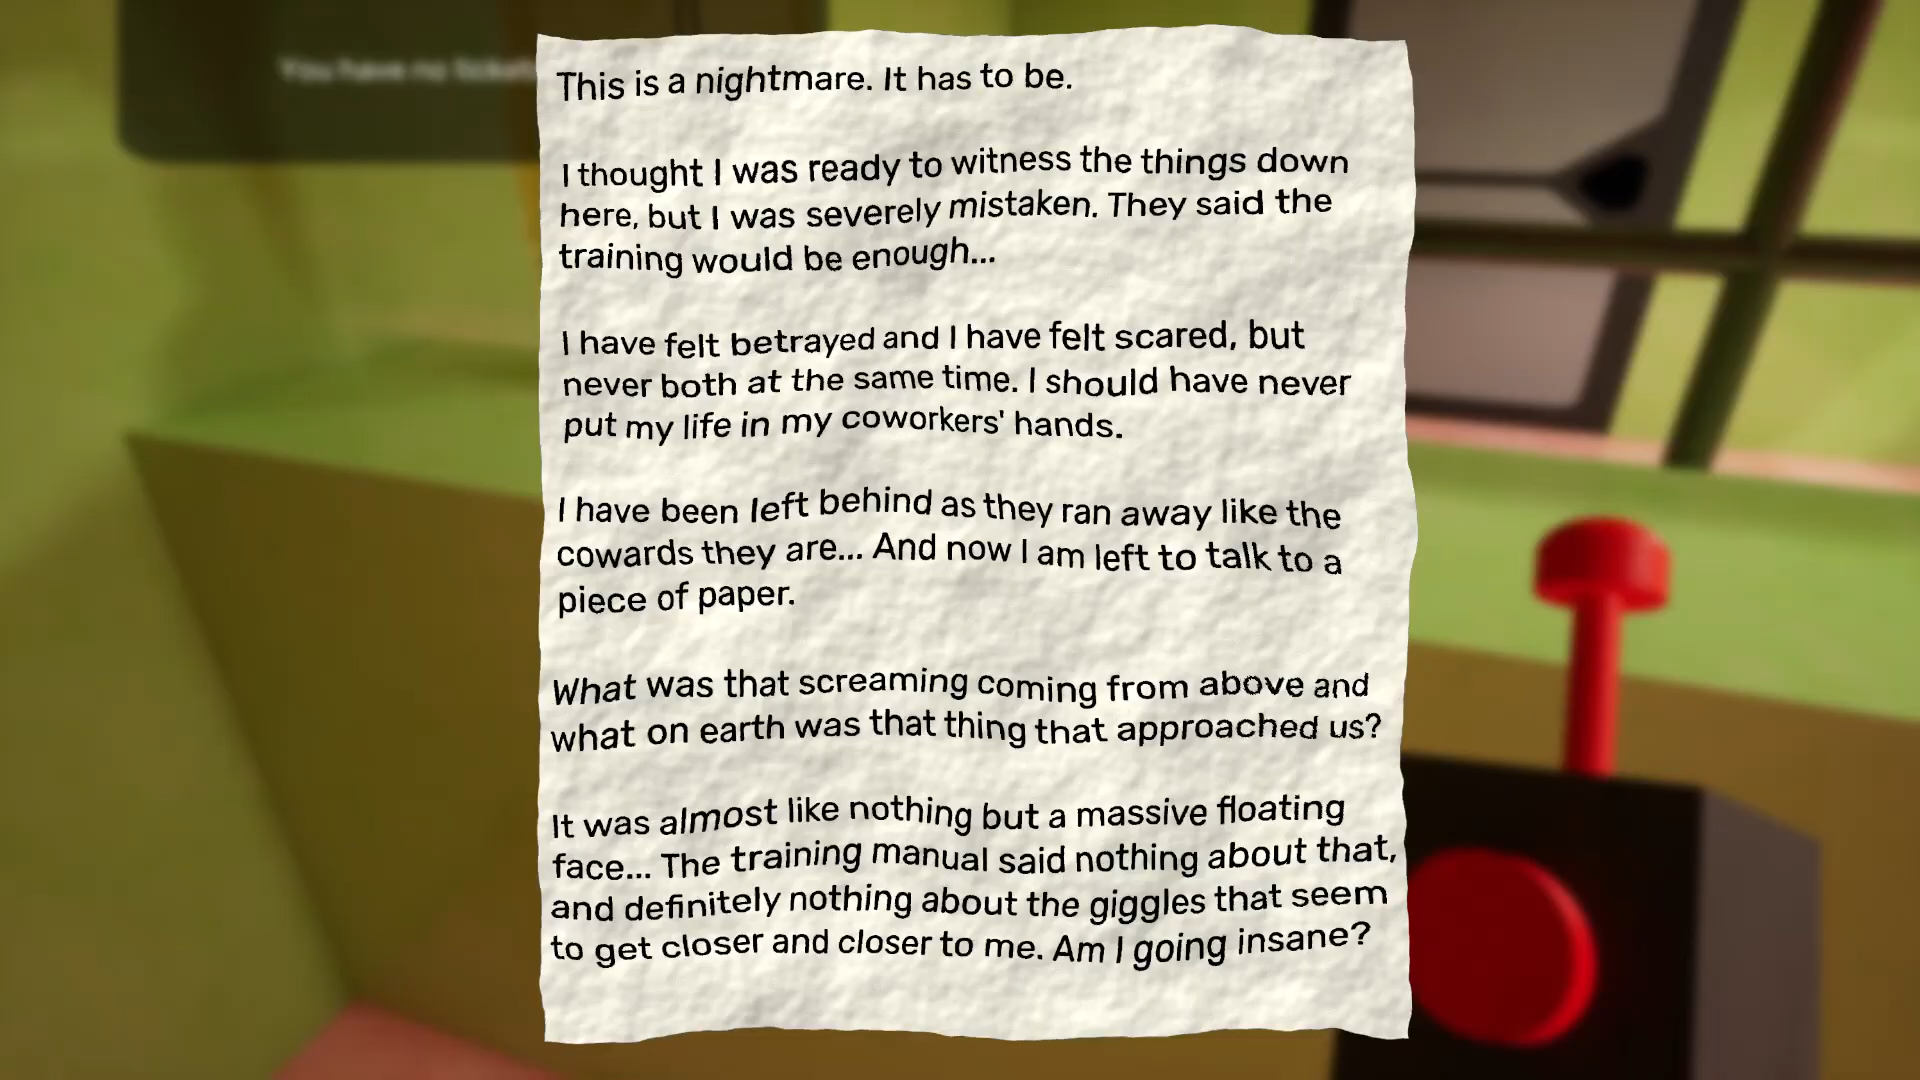 You have no tickets
This is a nightmare. It has to be.
I thought I was ready to witness the things down
here, but I was severely mistaken. They said the
training would be enough...
I have felt betrayed and I have felt scared, but
never both at the same time. I should have never
put my life in my coworkers' hands.
I have been left behind as they ran away like the
cowards they are... And now I am left to talk to a
piece of paper.
What was that screaming coming from above and
what on earth was that thing that approached us?
It was almost like nothing but a massive floating
face... The training manual said nothing about that,
and definitely nothing about the giggles that seem
to get closer and closer to me. Am I going insane?